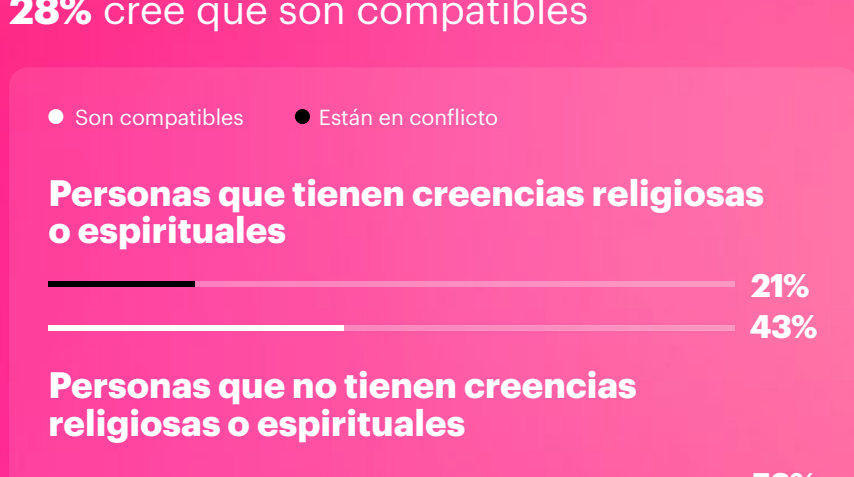 28% cree que son compatibles
Son compatibles
Están en conflicto
Personas que tienen creencias religiosas
o espirituales
21%
43%
Personas que no tienen creencias
religiosas o espirituales